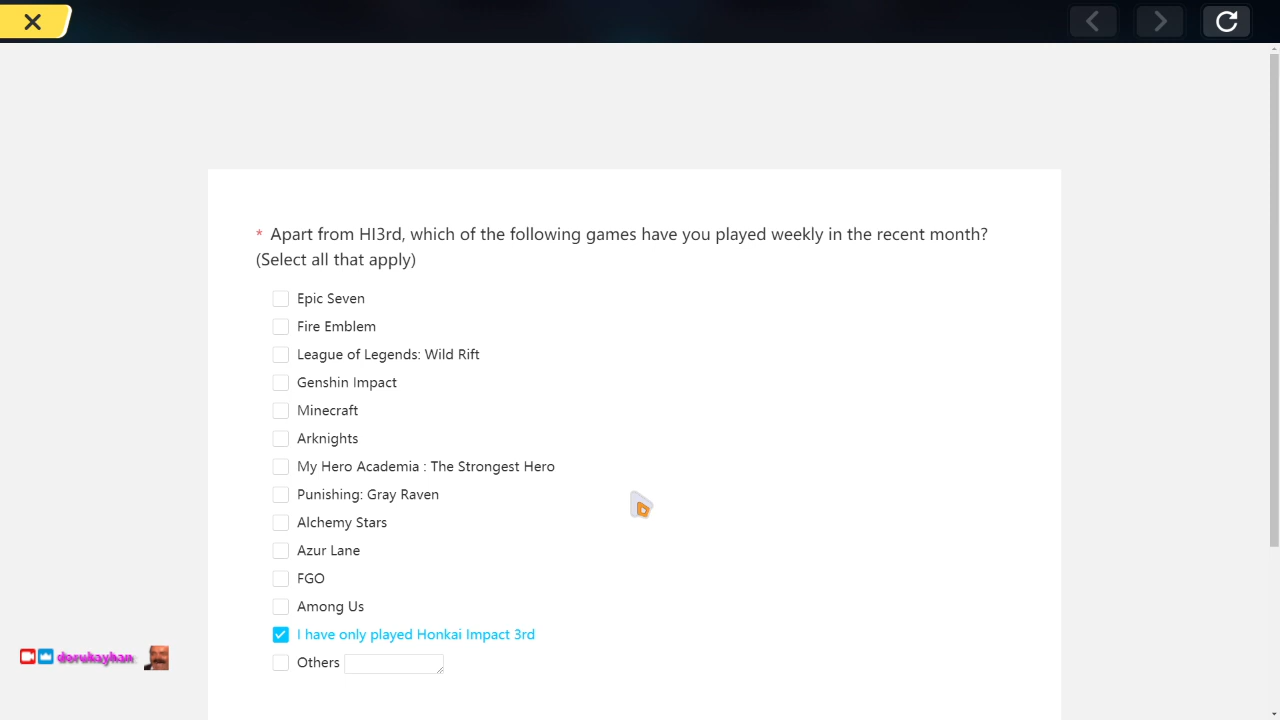 * Apart from HI3rd, which of the following games have you played weekly in the recent month?
(Select all that apply)
Epic Seven
Fire Emblem
League of Legends: Wild Rift
Genshin Impact
Minecraft
Arknights
My Hero Academia : The Strongest Hero
Punishing: Gray Raven
Alchemy Stars
Azur Lane
FGO
Among Us
I have only played Honkai Impact 3rd
Others
dorukayhan